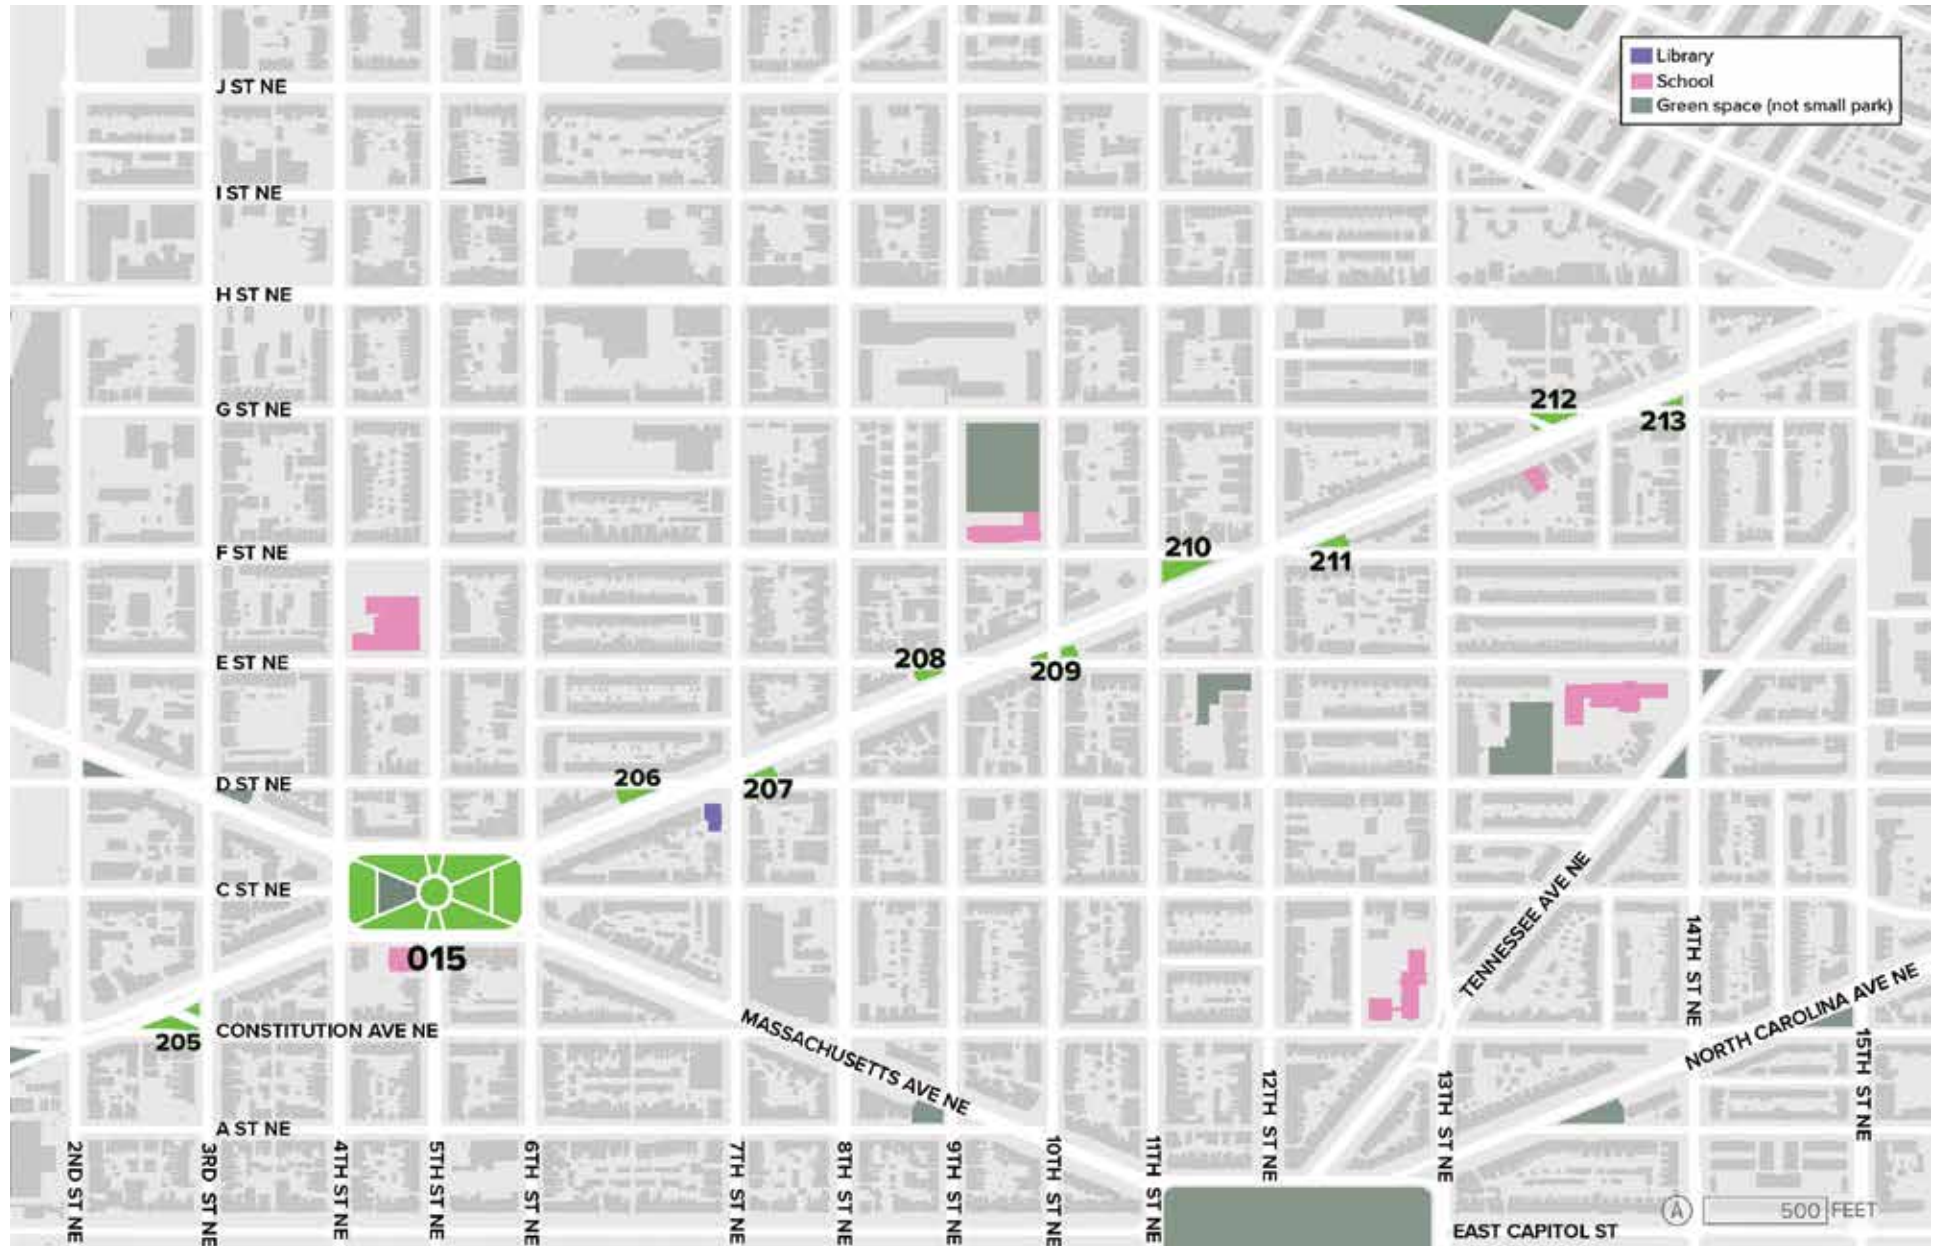 Library
School
Green space (not small park)
J ST NE
I ST NE
H ST NE
G ST NE
212
213
F ST NE
210
211
E ST NE
208
209
D ST NE
206
207
C ST NE
015
TENNESSEE AVE NE
14TH ST NE
NORTH CAROLINA AVE NE
CONSTITUTION AVE NE
205
MASSACHUSETTS AVE NE
15TH ST NE
12TH ST NE
13TH ST NE
A ST NE
2ND ST NE
3RD ST NE
4TH ST NE
5TH ST NE
6TH ST NE
7TH ST NE
8TH ST NE
9TH ST NE
10TH ST NE
11TH ST NE
A
500 FEET
EAST CAPITOL ST